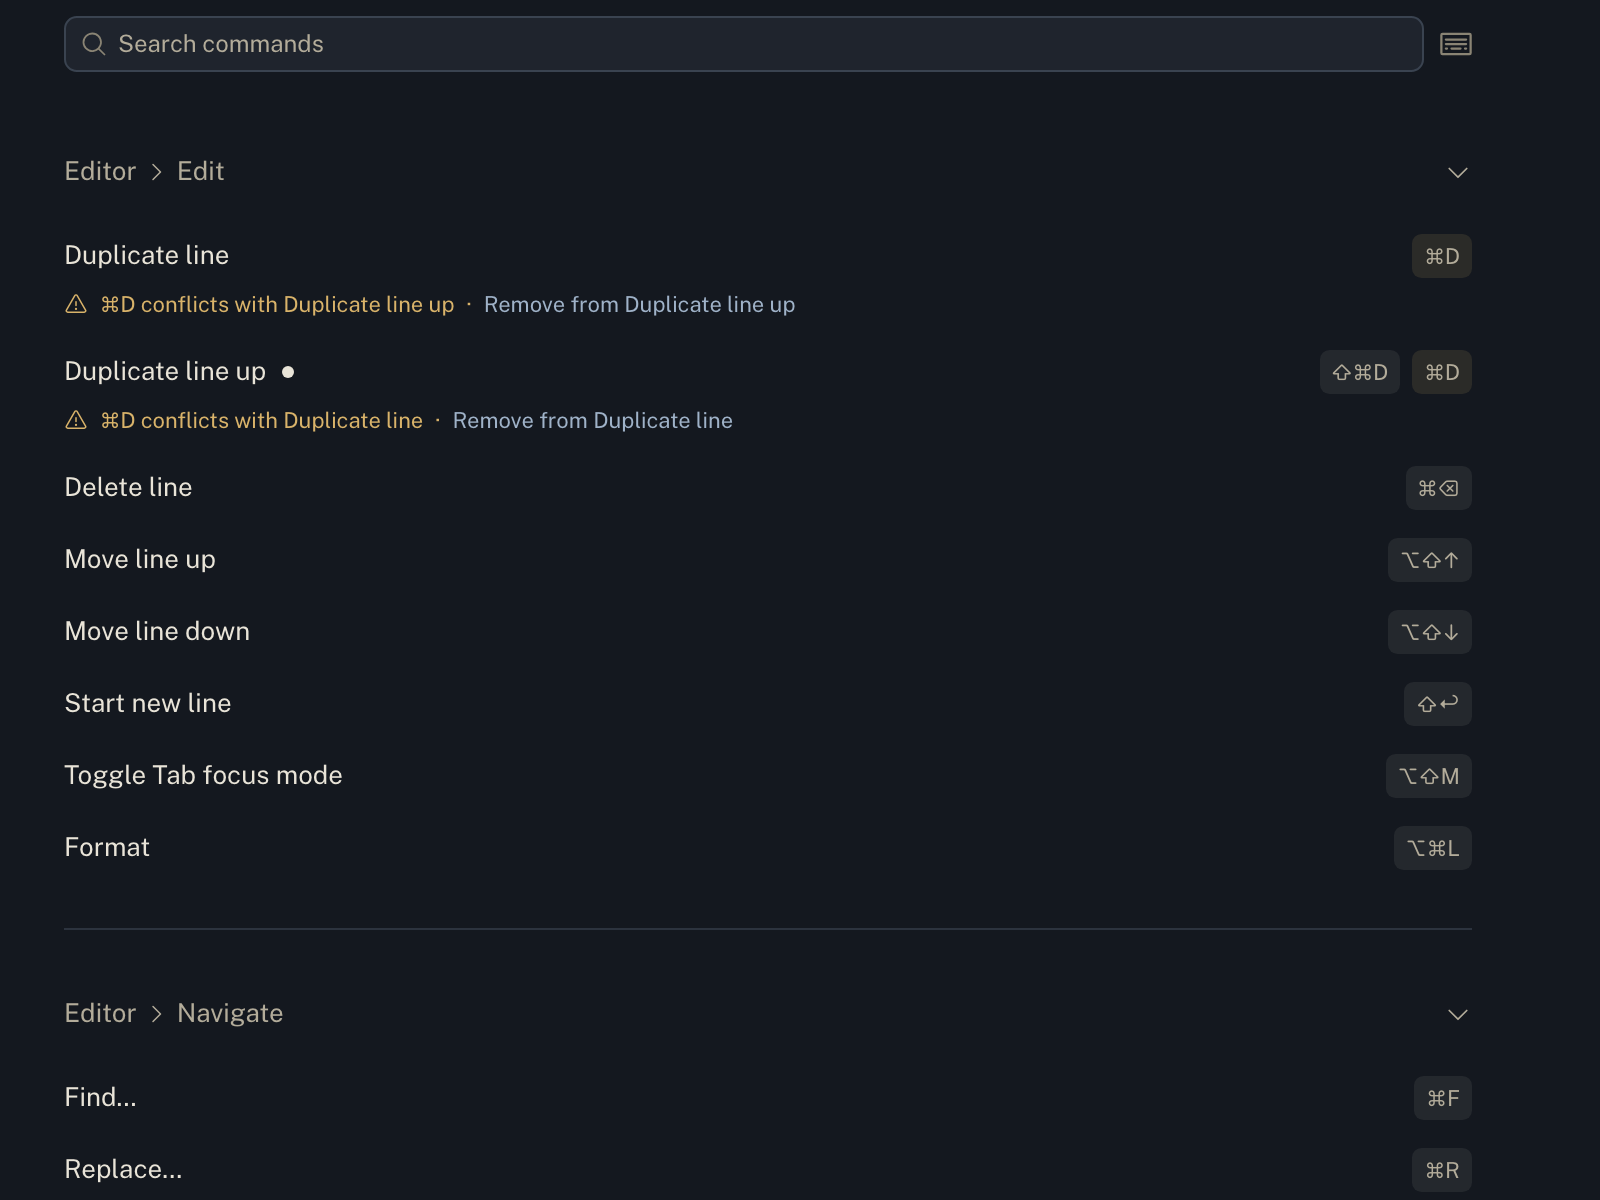 Search commands
Editor > Edit
Duplicate line ⌘D
⌘D conflicts with Duplicate line up · Remove from Duplicate line up
Duplicate line up ⇧⌘D ⌘D
⌘D conflicts with Duplicate line · Remove from Duplicate line
Delete line ⌘⌫
Move line up ⌥⇧↑
Move line down ⌥⇧↓
Start new line ⇧↩
Toggle Tab focus mode ⌥⇧M
Format ⌥⌘L
Editor > Navigate
Find... ⌘F
Replace... ⌘R